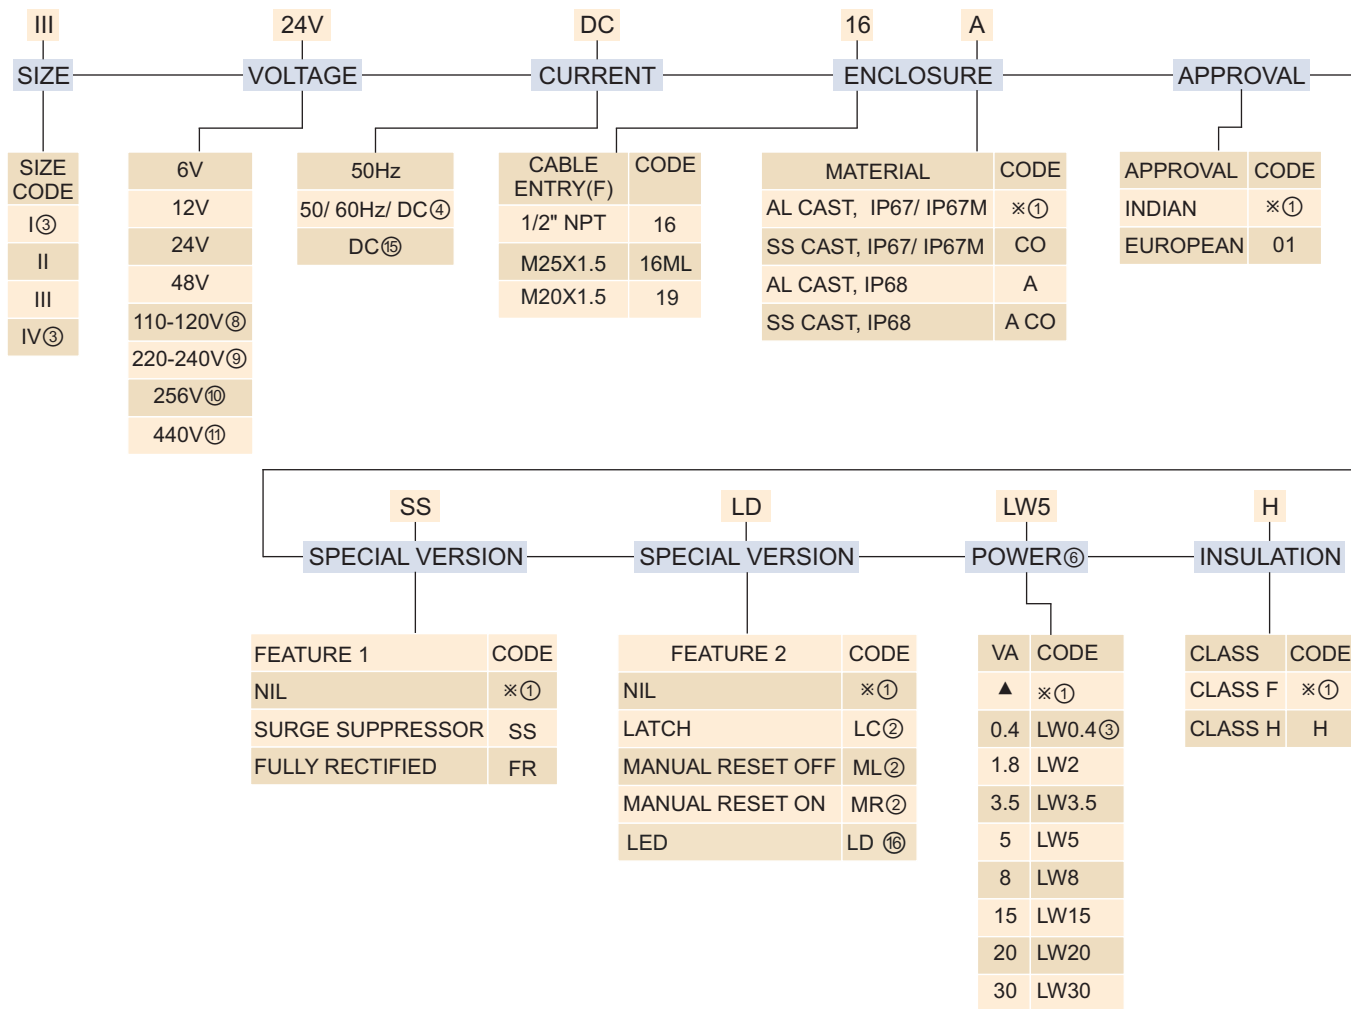 III 24V DC 16 A
SIZE VOLTAGE CURRENT ENCLOSURE APPROVAL
SIZE CODE
I③
II
III
IV③
6V
12V
24V
48V
110-120V⑧
220-240V⑨
256V⑩
440V⑪
50Hz
50/ 60Hz/ DC④
DC⑮
CABLE ENTRY(F) CODE
1/2" NPT 16
M25X1.5 16ML
M20X1.5 19
MATERIAL CODE
AL CAST, IP67/ IP67M ※①
SS CAST, IP67/ IP67M CO
AL CAST, IP68 A
SS CAST, IP68 A CO
APPROVAL CODE
INDIAN ※①
EUROPEAN 01
SS LD LW5 H
SPECIAL VERSION SPECIAL VERSION POWER⑥ INSULATION
FEATURE 1 CODE
NIL ※①
SURGE SUPPRESSOR SS
FULLY RECTIFIED FR
FEATURE 2 CODE
NIL ※①
LATCH LC②
MANUAL RESET OFF ML②
MANUAL RESET ON MR②
LED LD ⑯
VA CODE
▲ ※①
0.4 LW0.4③
1.8 LW2
3.5 LW3.5
5 LW5
8 LW8
15 LW15
20 LW20
30 LW30
CLASS CODE
CLASS F ※①
CLASS H H